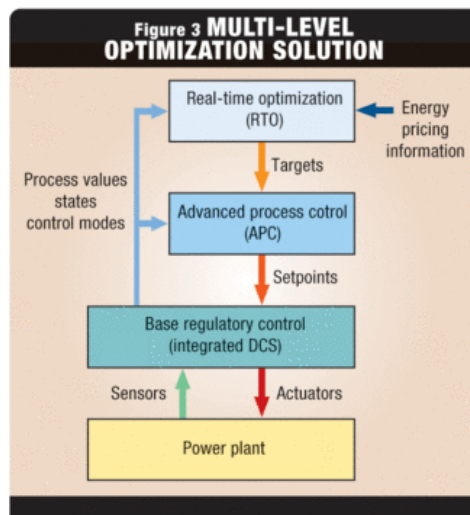 Figure 3 MULTI-LEVEL
OPTIMIZATION SOLUTION
Real-time optimization
(RTO)
Energy
pricing
information
Targets
Process values
states
control modes
Advanced process cotrol
(APC)
Setpoints
Base regulatory control
(integrated DCS)
Sensors
Actuators
Power plant